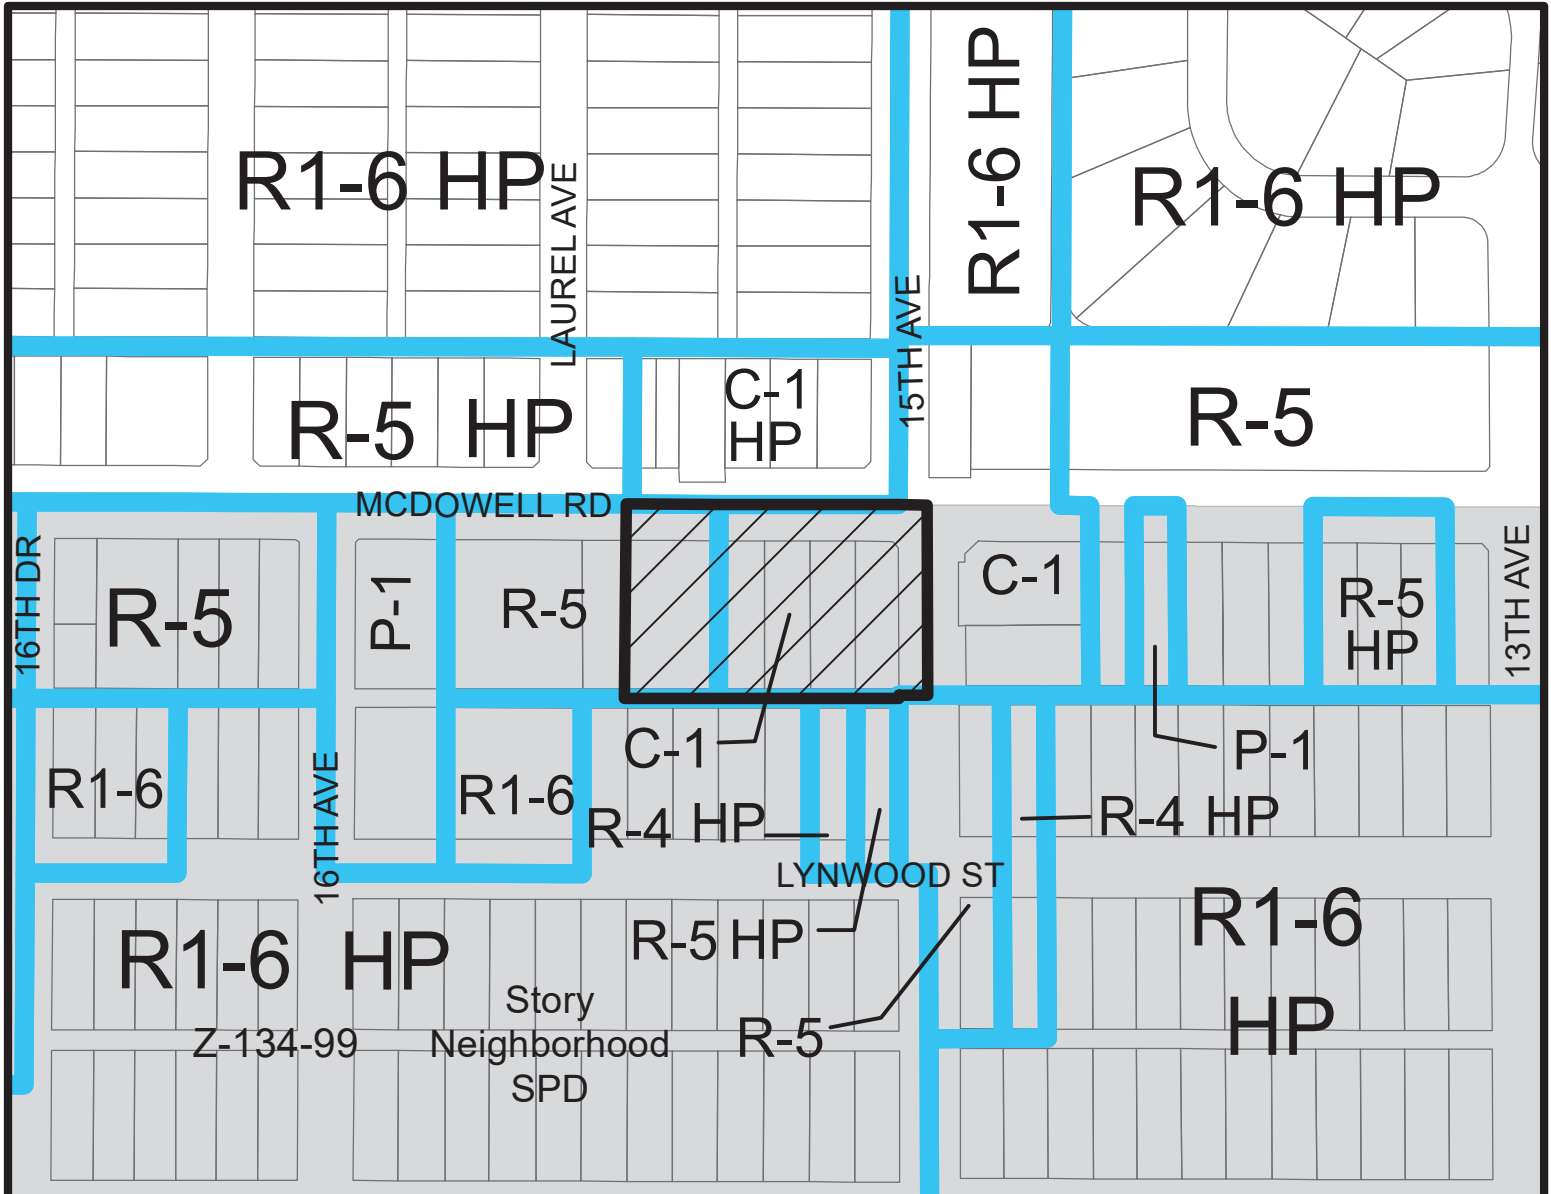 R1-6 HP
LAUREL AVE
R1-6 HP
R1-6 HP
15TH AVE
R-5 HP
C-1
HP
R-5
MCDOWELL RD
16TH DR
R-5
P-1
R-5
C-1
R-5
HP
13TH AVE
R1-6
16TH AVE
R1-6
C-1
R-4 HP
P-1
R-4 HP
LYNWOOD ST
R1-6 HP
R-5 HP
R1-6
HP
Z-134-99
Story
Neighborhood
SPD
R-5